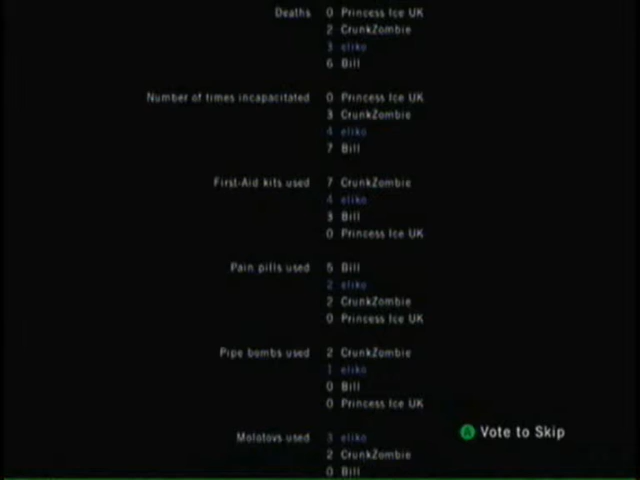 Deaths 0 Princess Ice UK
2 CrunkZombie
3 eliko
6 Bill
Number of times incapacitated 0 Princess Ice UK
3 CrunkZombie
4 eliko
7 Bill
First-Aid kits used 7 CrunkZombie
4 eliko
3 Bill
0 Princess Ice UK
Pain pills used 5 Bill
2 eliko
2 CrunkZombie
0 Princess Ice UK
Pipe bombs used 2 CrunkZombie
1 eliko
0 Bill
0 Princess Ice UK
Molotovs used 3 eliko
2 CrunkZombie
0 Bill
A Vote to Skip